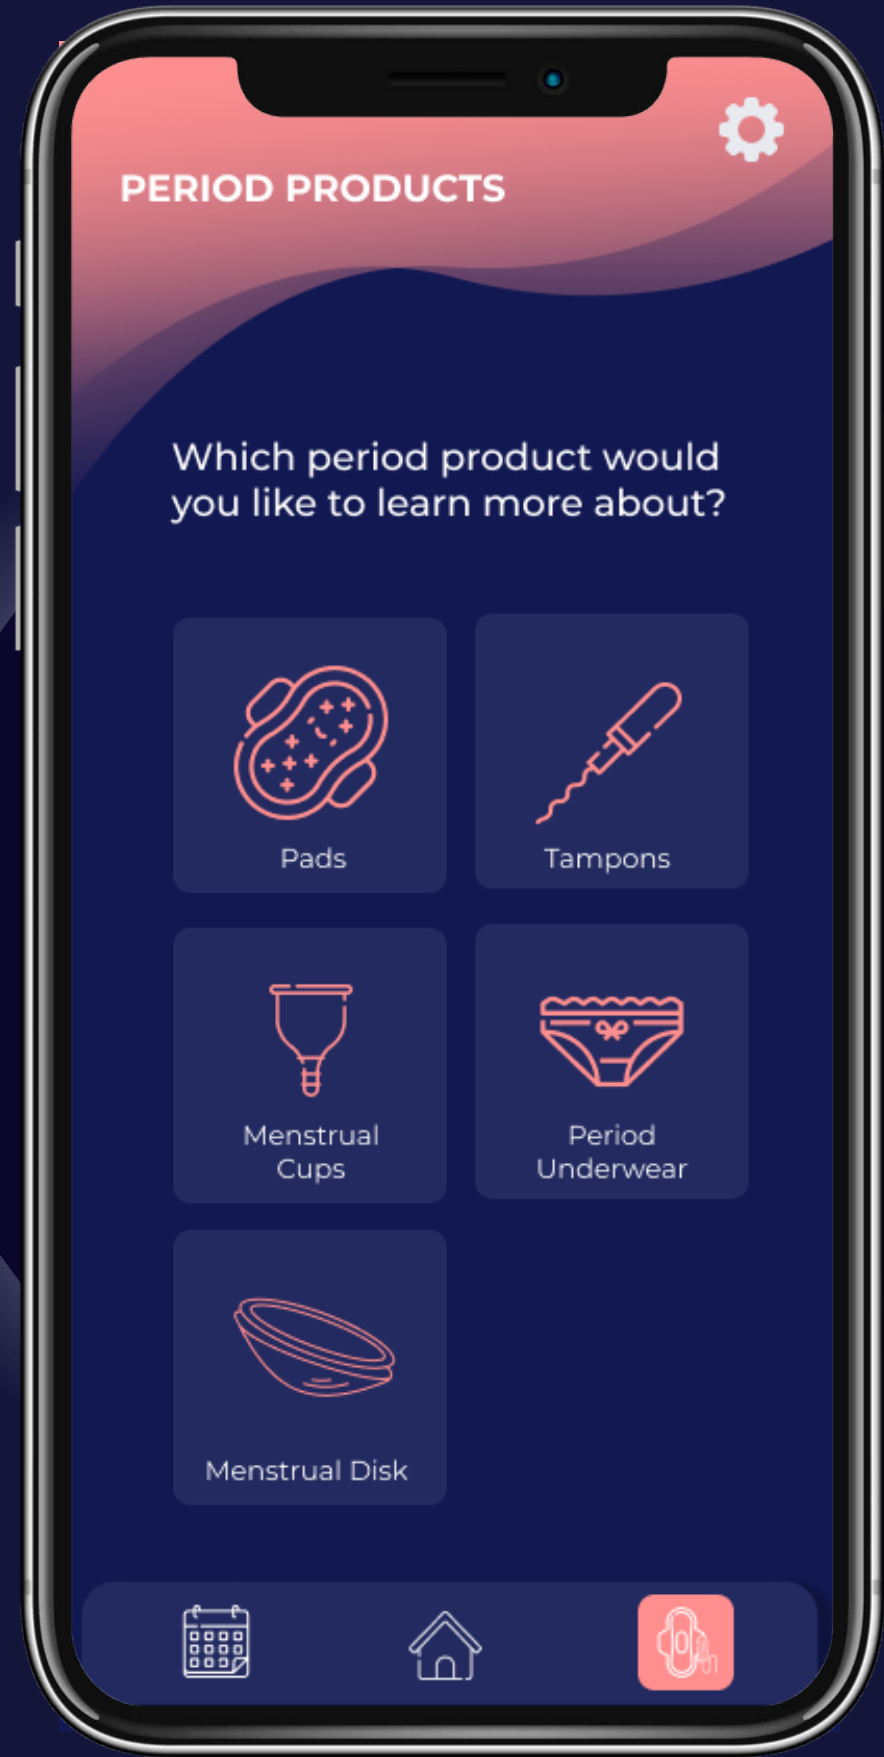 PERIOD PRODUCTS
Which period product would
you like to learn more about?
Pads
Tampons
Menstrual
Cups
Period
Underwear
Menstrual Disk